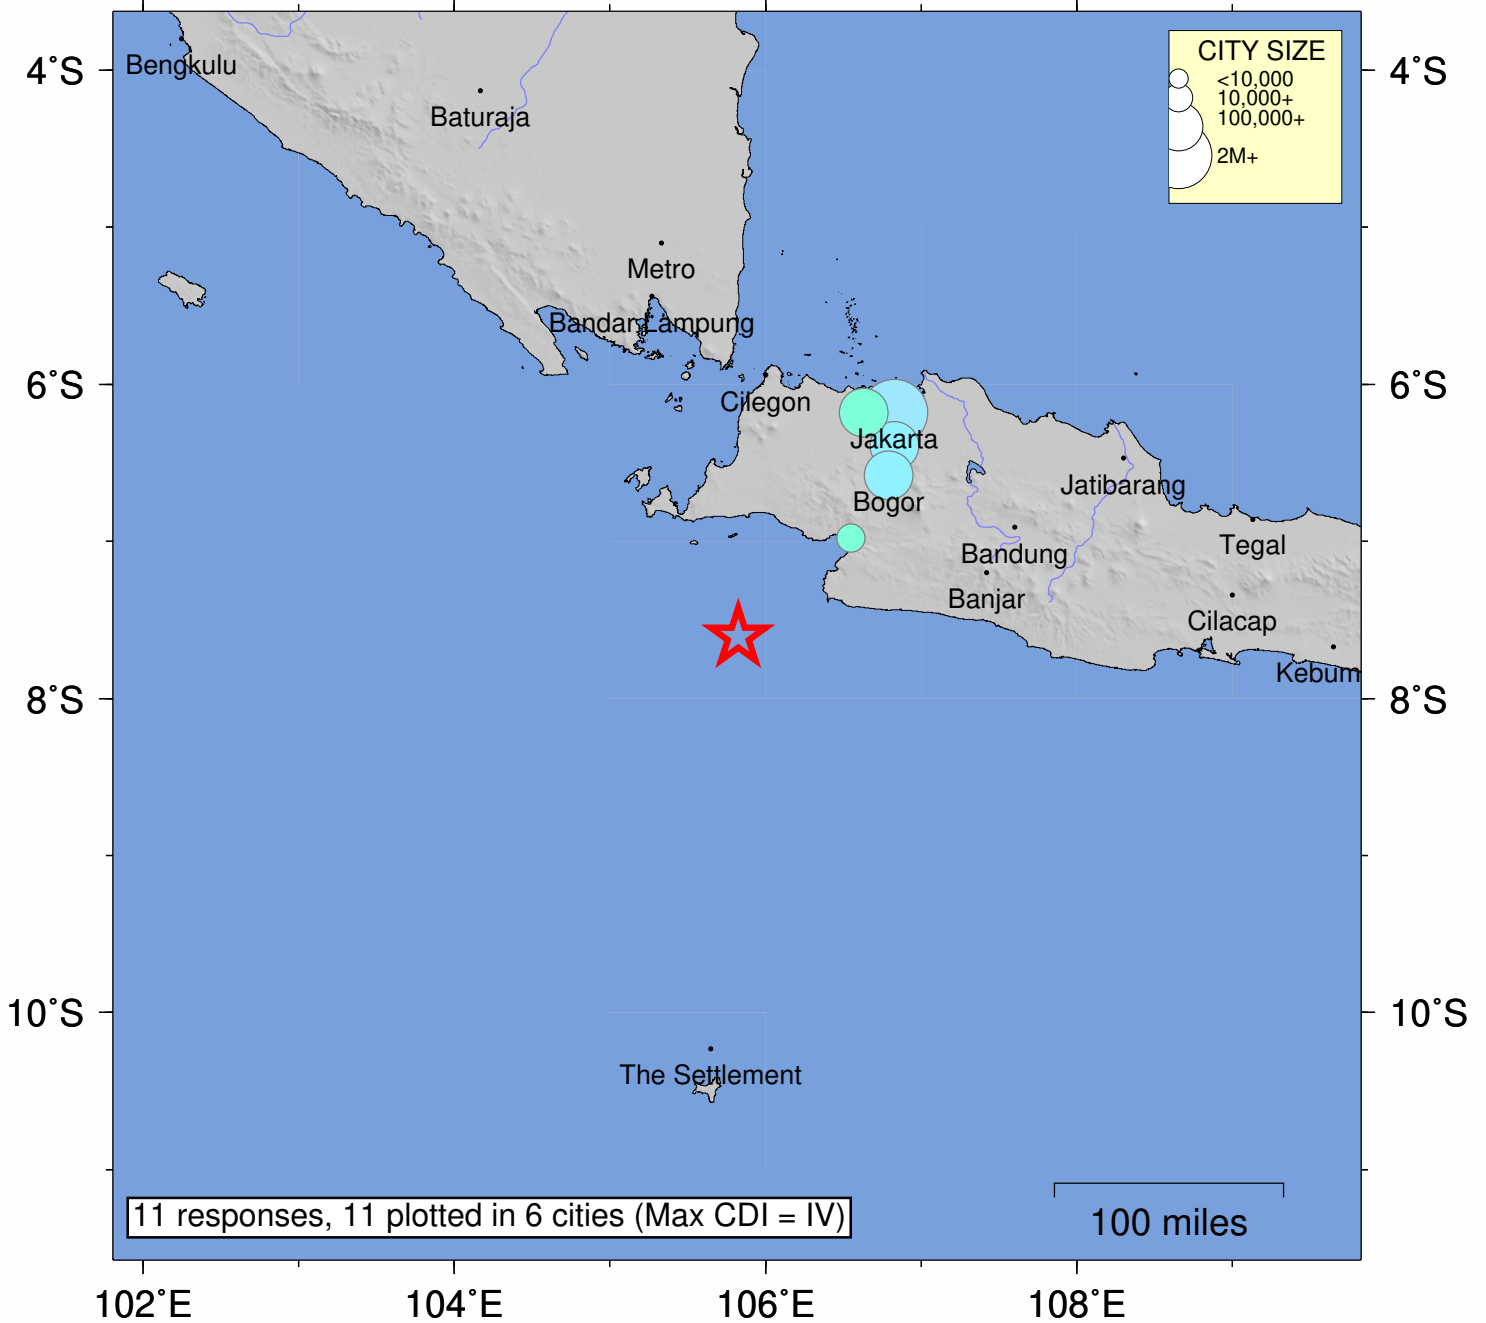 CITY SIZE
<10,000
10,000+
100,000+
2M+
4°S
4°S
Bengkulu
Baturaja
Metro
Bandar Lampung
6°S
6°S
Cilegon
Jakarta
Jatibarang
Bogor
Tegal
Bandung
Banjar
Cilacap
Kebum
8°S
8°S
10°S
10°S
The Settlement
11 responses, 11 plotted in 6 cities (Max CDI = IV)
100 miles
102°E
104°E
106°E
108°E